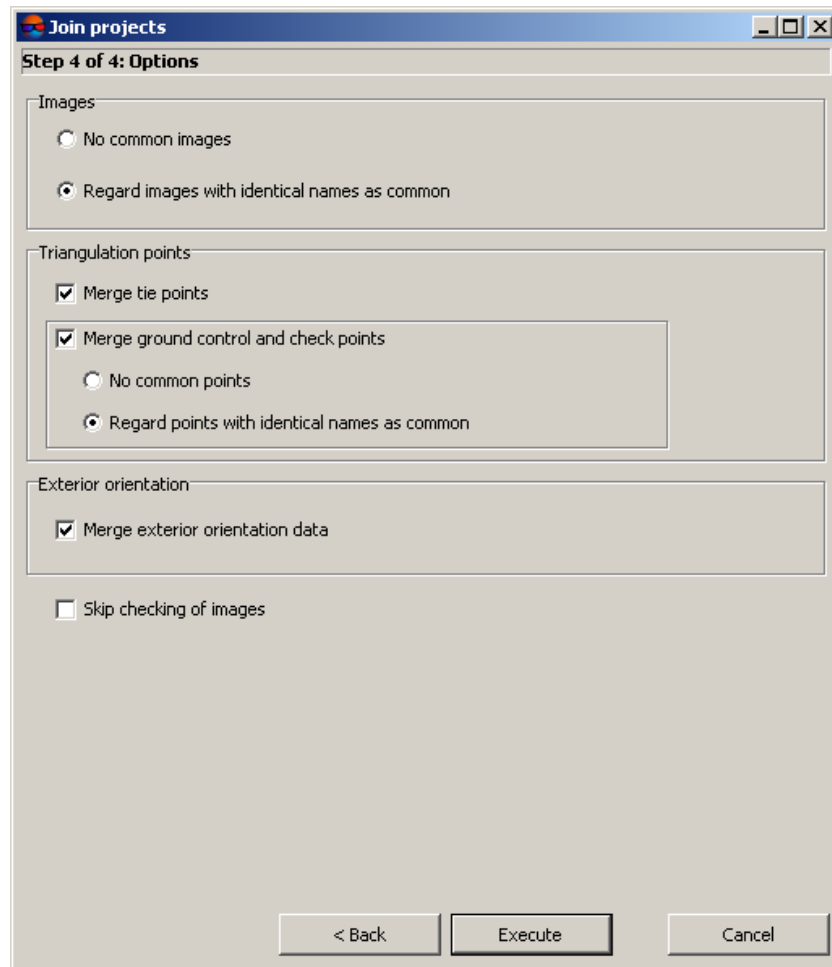 Join projects
Step 4 of 4: Options
Images
No common images
Regard images with identical names as common
Triangulation points
Merge tie points
Merge ground control and check points
No common points
Regard points with identical names as common
Exterior orientation
Merge exterior orientation data
Skip checking of images
< Back Execute Cancel